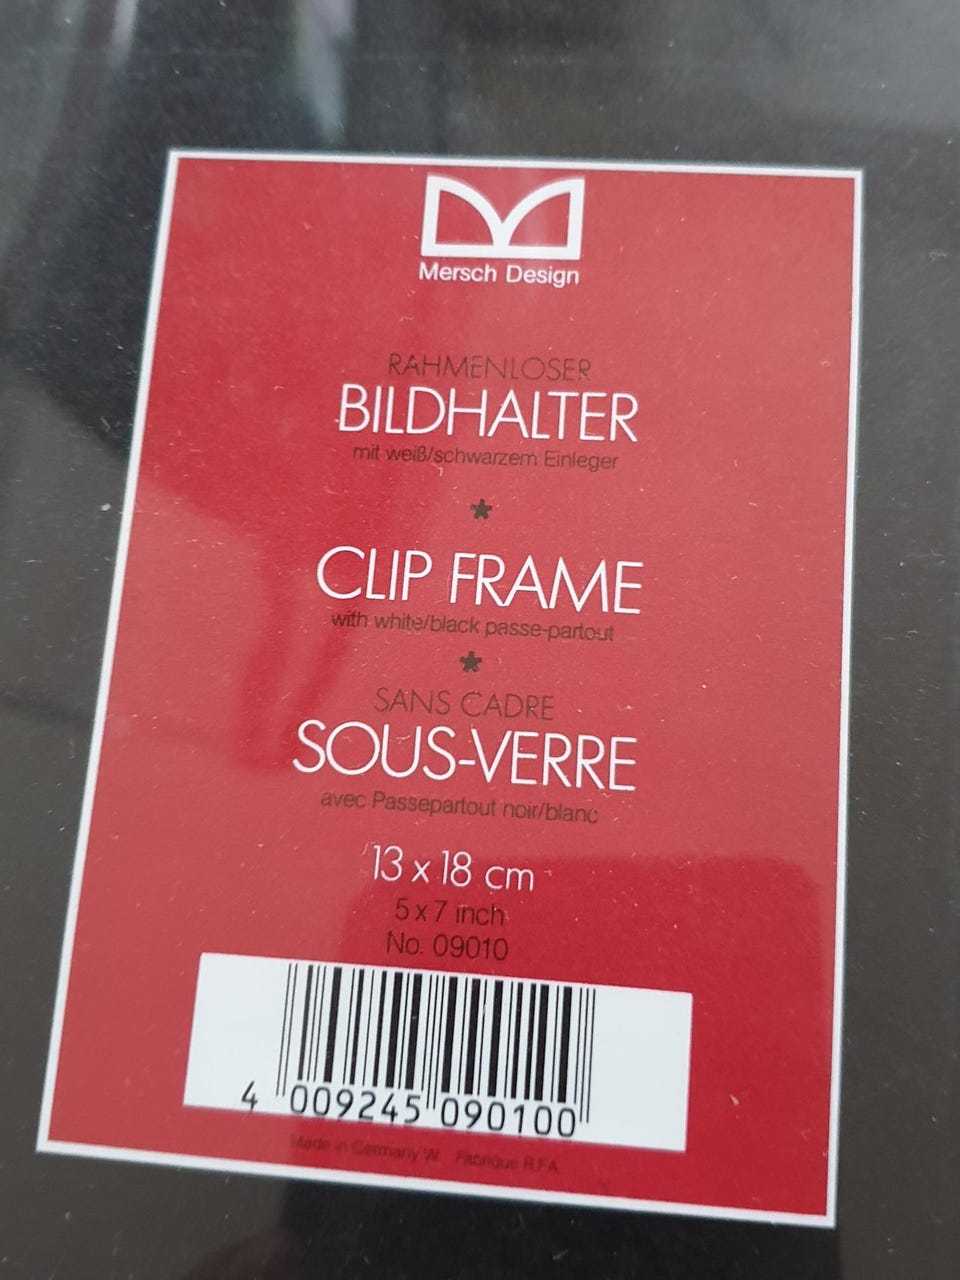 Mersch Design
RAHMENLOSER
BILDHALTER
mit weiß/schwarzem Einleger
*
CLIP FRAME
with white/black passe-partout
*
SANS CADRE
SOUS-VERRE
avec Passepartout noir/blanc
13 x 18 cm
5 x 7 inch
No. 09010
4 009245 090100
Made in Germany W. Fabriqué R.F.A.